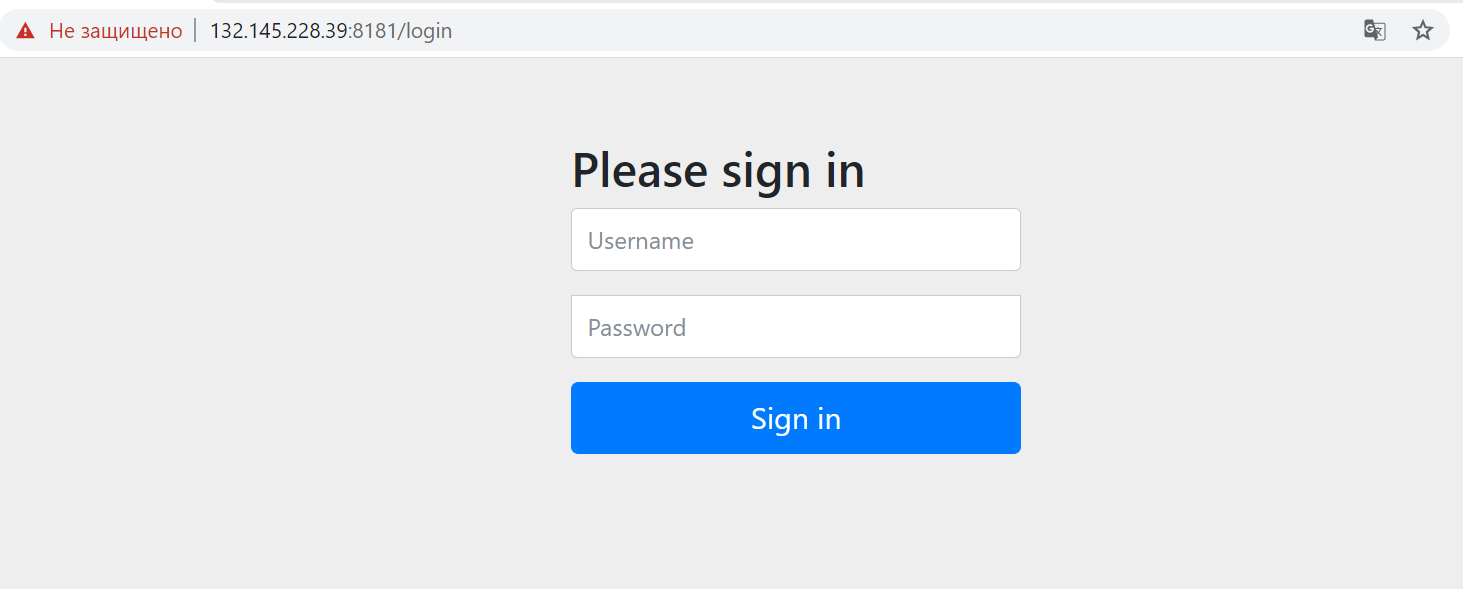 Не защищено 132.145.228.39:8181/login
Please sign in
Username
Password
Sign in